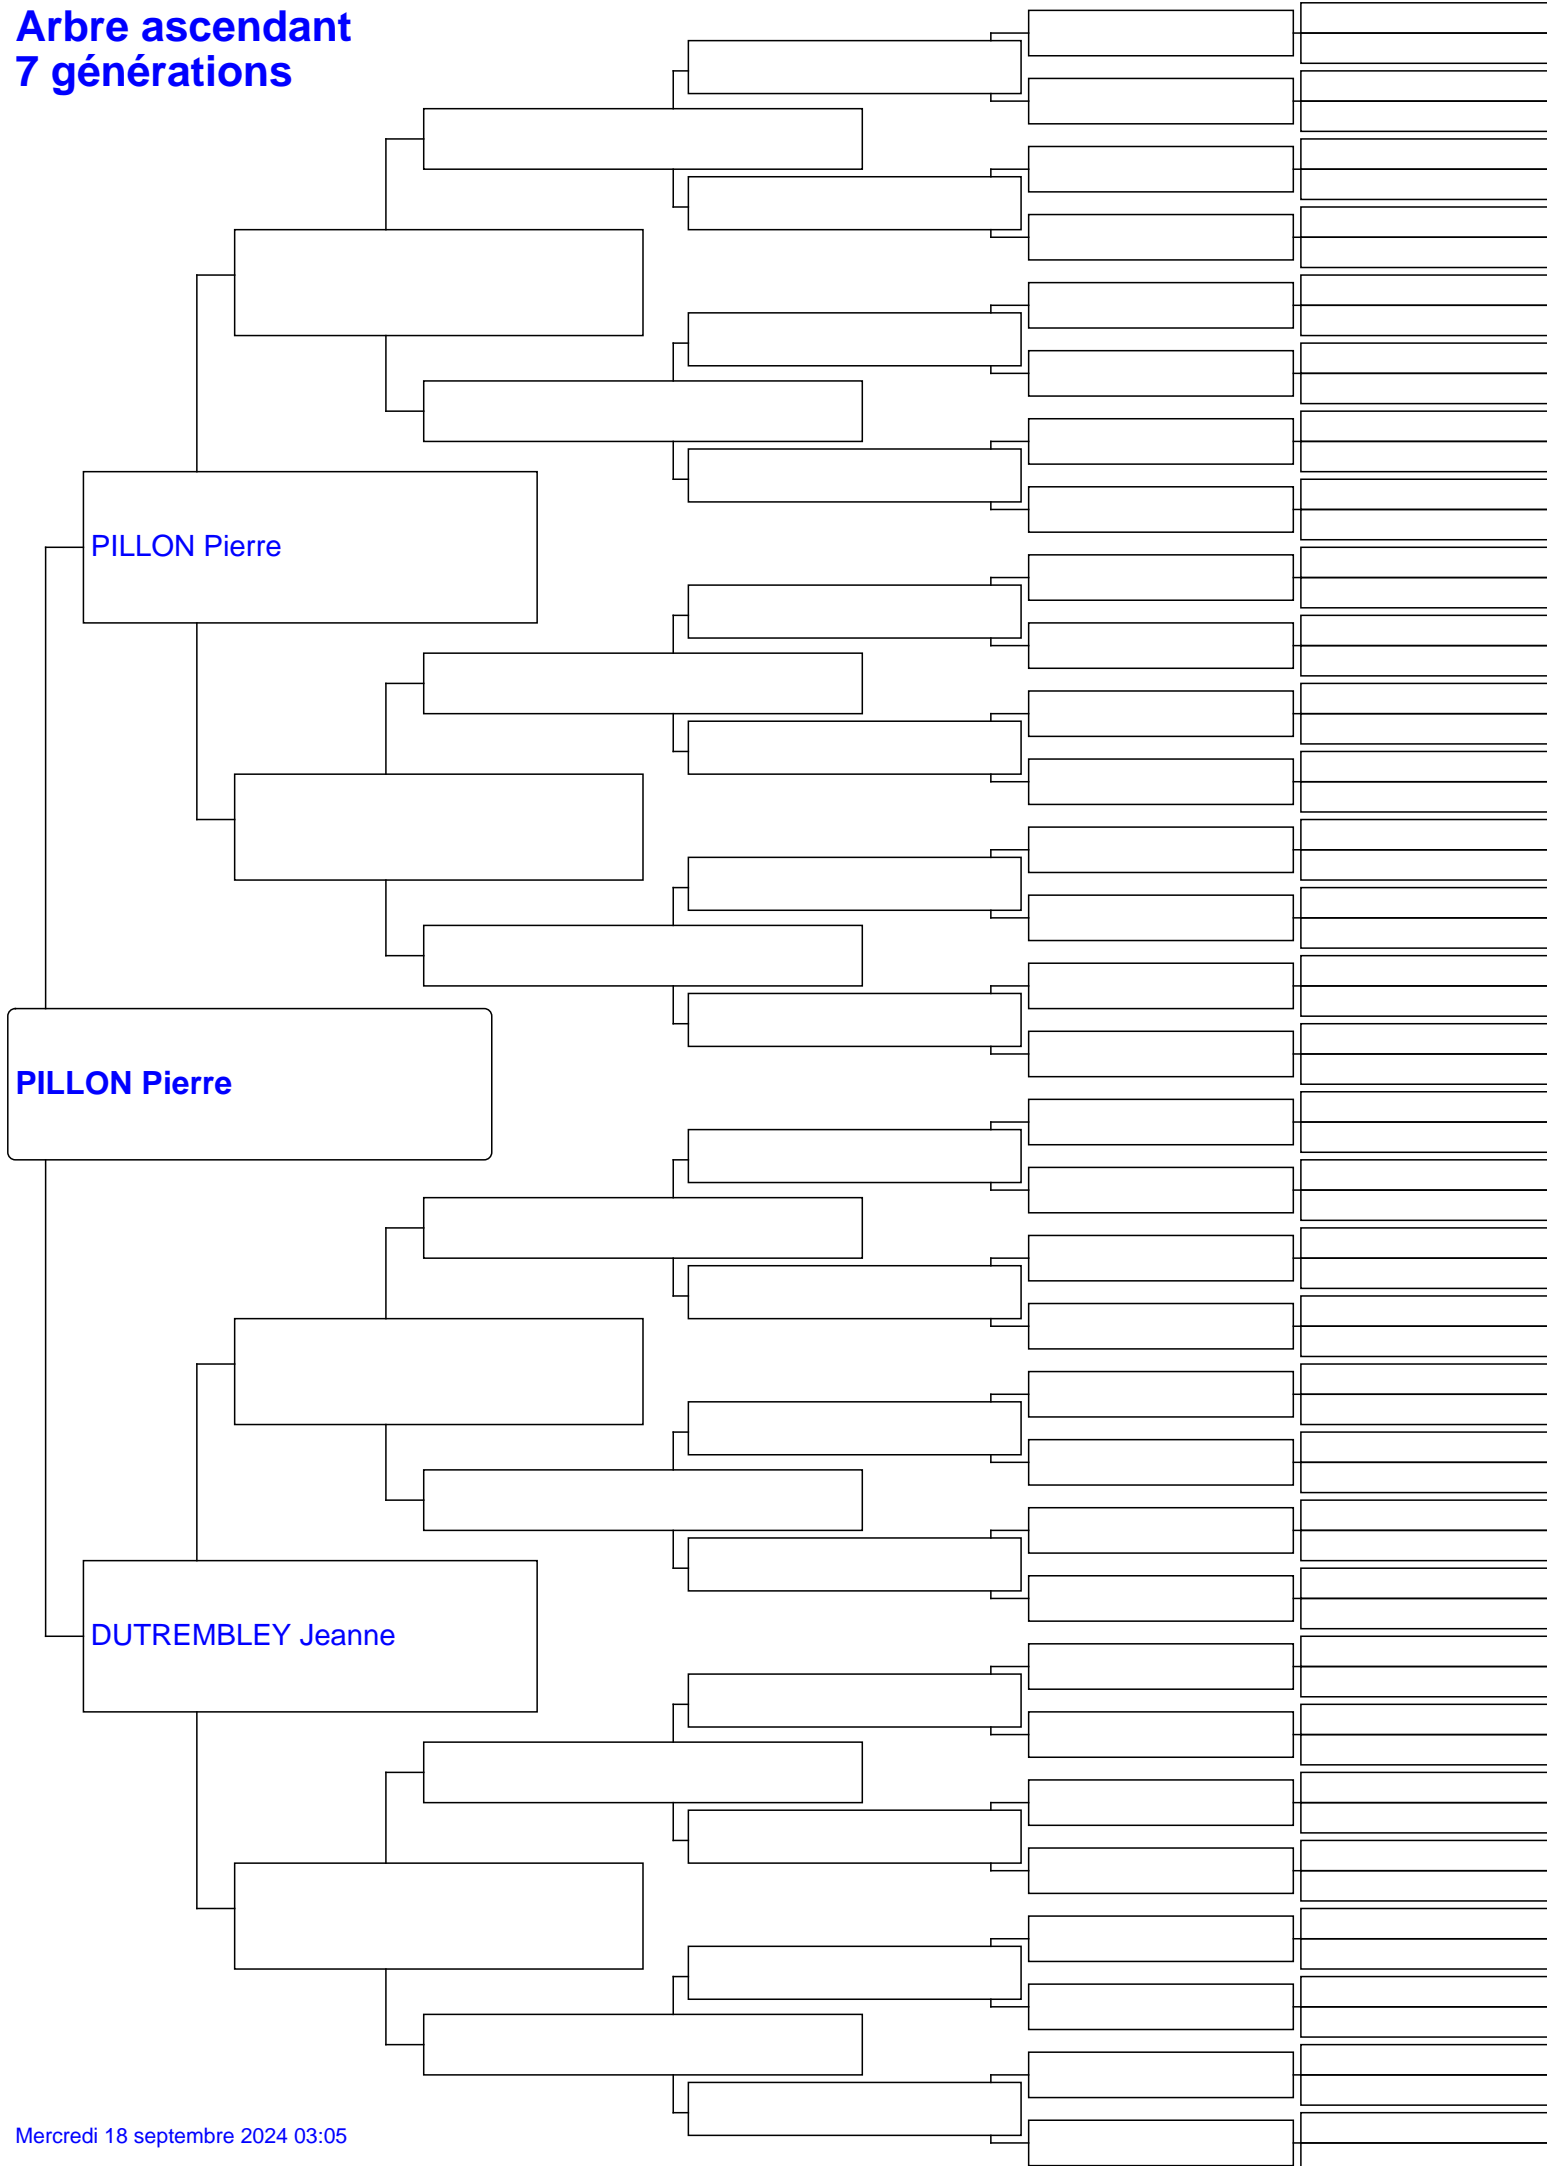 Arbre ascendant
7 générations
PILLON Pierre
PILLON Pierre
DUTREMBLEY Jeanne
Mercredi 18 septembre 2024 03:05